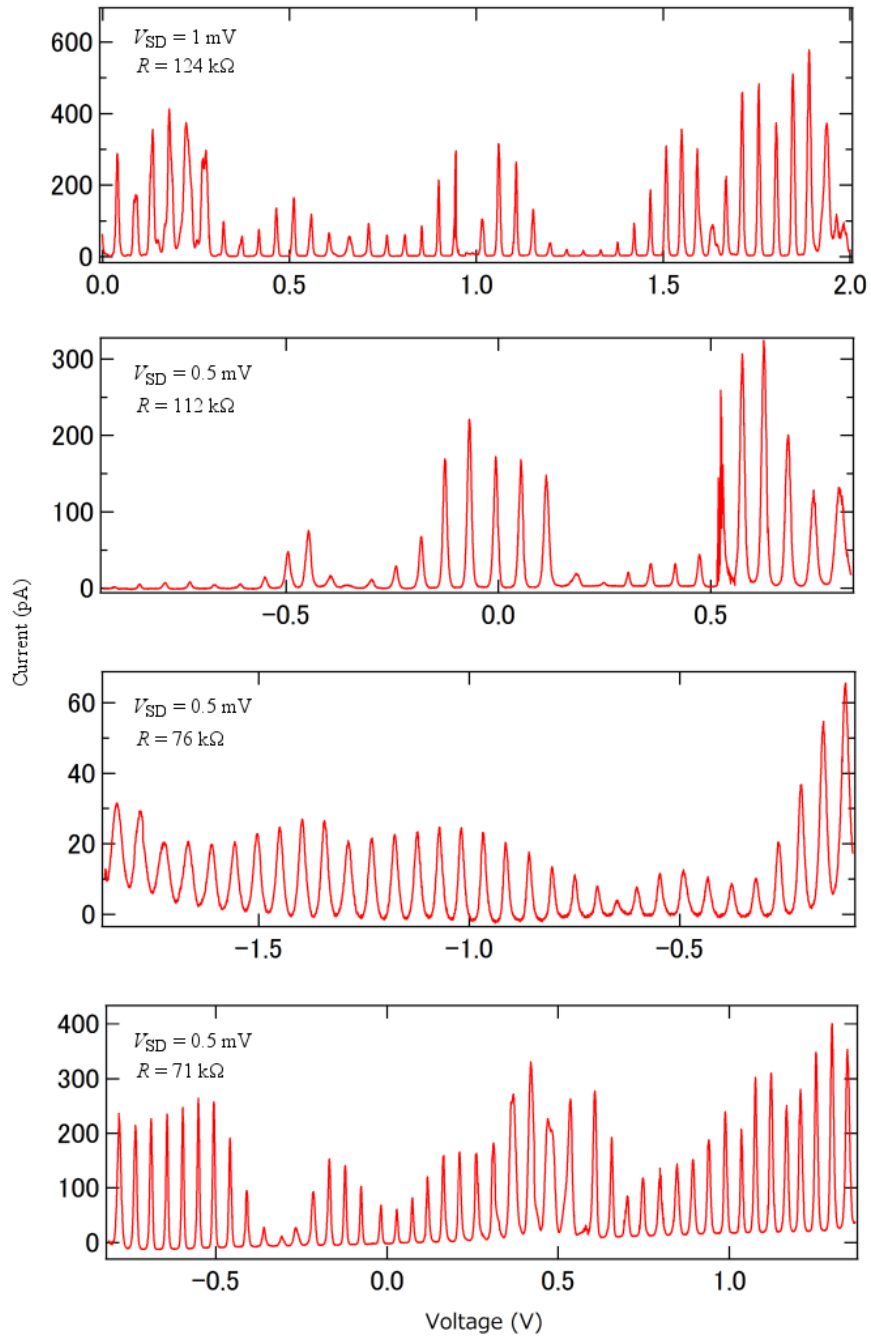 600
400
200
0
V_SD = 1 mV
R = 124 kΩ
0.0 0.5 1.0 1.5 2.0
300
200
100
0
V_SD = 0.5 mV
R = 112 kΩ
−0.5 0.0 0.5
Current (pA)
60
40
20
0
V_SD = 0.5 mV
R = 76 kΩ
−1.5 −1.0 −0.5
400
300
200
100
0
V_SD = 0.5 mV
R = 71 kΩ
−0.5 0.0 0.5 1.0
Voltage (V)